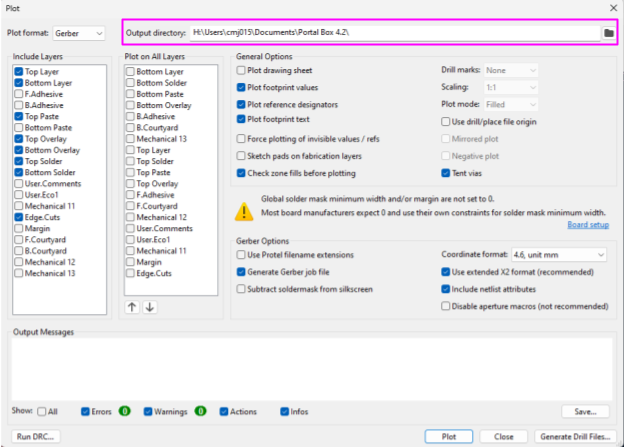 Plot
Plot format: Gerber
Output directory: H:\Users\cmj015\Documents\Portal Box 4.2\
Include Layers
Top Layer
Bottom Layer
F.Adhesive
B.Adhesive
Top Paste
Bottom Paste
Top Overlay
Bottom Overlay
Top Solder
Bottom Solder
User.Comments
User.Eco1
Mechanical 11
Edge.Cuts
Margin
F.Courtyard
B.Courtyard
Mechanical 12
Mechanical 13
Plot on All Layers
Bottom Layer
Bottom Solder
Bottom Paste
Bottom Overlay
B.Adhesive
B.Courtyard
Mechanical 13
Top Layer
Top Solder
Top Paste
Top Overlay
F.Adhesive
F.Courtyard
Mechanical 12
User.Comments
User.Eco1
Mechanical 11
Margin
Edge.Cuts
General Options
Plot drawing sheet
Plot footprint values
Plot reference designators
Plot footprint text
Force plotting of invisible values / refs
Sketch pads on fabrication layers
Check zone fills before plotting
Drill marks: None
Scaling: 1:1
Plot mode: Filled
Use drill/place file origin
Mirrored plot
Negative plot
Tent vias
Global solder mask minimum width and/or margin are not set to 0.
Most board manufacturers expect 0 and use their own constraints for solder mask minimum width.
Board setup
Gerber Options
Use Protel filename extensions
Generate Gerber job file
Subtract soldermask from silkscreen
Coordinate format: 4.6, unit mm
Use extended X2 format (recommended)
Include netlist attributes
Disable aperture macros (not recommended)
Output Messages
Show: All Errors 0 Warnings 0 Actions Infos
Save...
Run DRC...
Plot
Close
Generate Drill Files...